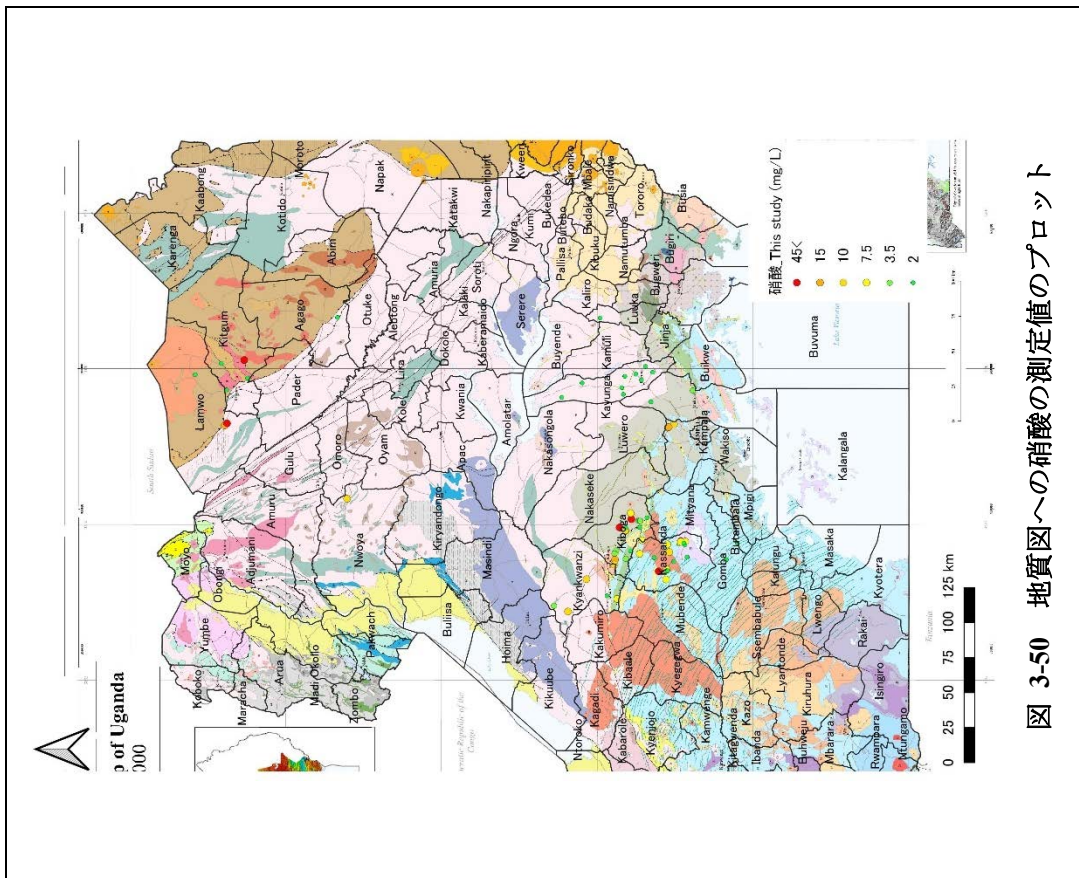 p of Uganda
000
South Sudan
Koboko
Yumbe
Moyo
Obongi
Adjumani
Lamwo
Kitgum
Karenga
Kaabong
Maracha
Arua
Madi Okollo
Zombo
Pakwach
Amuru
Gulu
Pader
Agago
Abim
Kotido
Moroto
Nwoya
Omoro
Oyam
Kole
Lira
Otuke
Alebtong
Napak
Buliisa
Kiryandongo
Apac
Kwania
Dokolo
Amuria
Katakwi
Kaberamaido
Kalaki
Soroti
Nakapiripirit
Hoima
Masindi
Kikuube
Amolatar
Serere
Ngora
Kumi
Bukedea
Kween
Ntoroko
Kagadi
Kakumiro
Kyankwanzi
Nakasongola
Buyende
Pallisa
Butebo
Sironko
Kabarole
Kibaale
Kiboga
Nakaseke
Luwero
Kayunga
Kamuli
Kaliro
Kibuku
Budaka
Mbale
Kyenjojo
Kyegegwa
Mubende
Kassanda
Mityana
Luuka
Namutumba
Namisindwa
Tororo
Bugweri
Bugiri
Busia
Jinja
Buikwe
Kampala
Wakiso
Mpigi
Butambala
Gomba
Kamwenge
Kitagwenda
Kazo
Ibanda
Buhweju
Kiruhura
Lyantonde
Ssembabule
Kalungu
Masaka
Lwengo
Mbarara
Rwampara
Ntungamo
Isingiro
Rakai
Kyotera
Kalangala
Buvuma
Tanzania
硝酸_This study (mg/L)
45<
15
10
7.5
3.5
2
0 25 50 75 100 125 km
図 3-50 地質図への硝酸の測定値のプロット